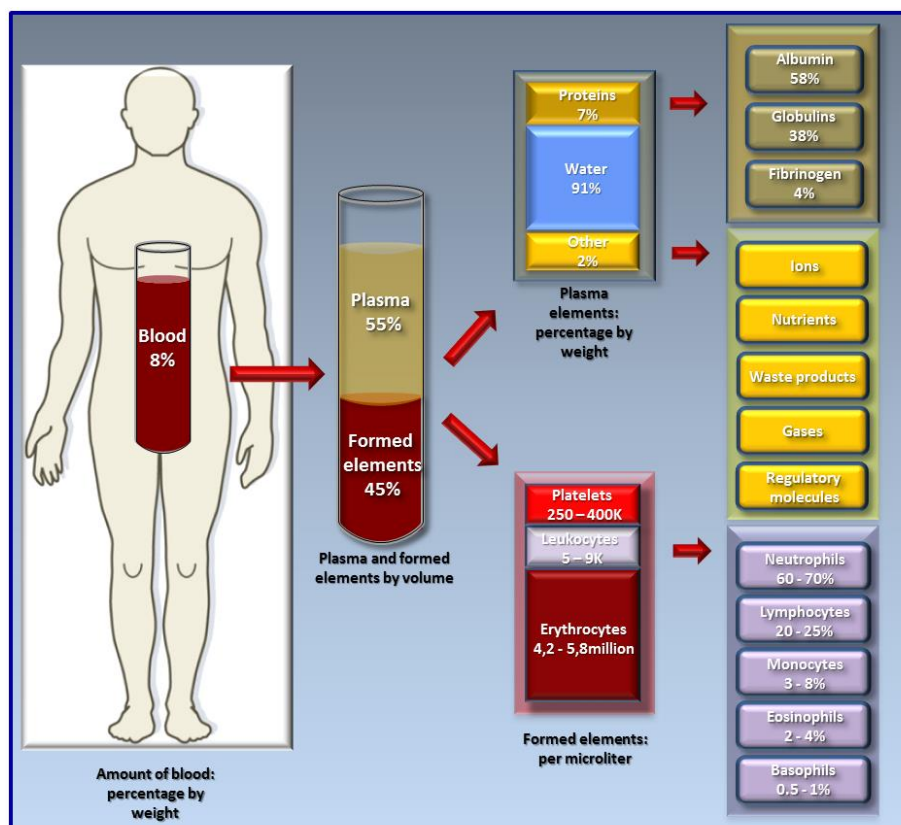 Blood
8%
Amount of blood:
percentage by
weight
Plasma
55%
Formed
elements
45%
Plasma and formed
elements by volume
Proteins
7%
Water
91%
Other
2%
Plasma
elements:
percentage by
weight
Platelets
250 – 400K
Leukocytes
5 – 9K
Erythrocytes
4,2 - 5,8million
Formed elements:
per microliter
Albumin
58%
Globulins
38%
Fibrinogen
4%
Ions
Nutrients
Waste products
Gases
Regulatory
molecules
Neutrophils
60 - 70%
Lymphocytes
20 - 25%
Monocytes
3 - 8%
Eosinophils
2 - 4%
Basophils
0,5 - 1%